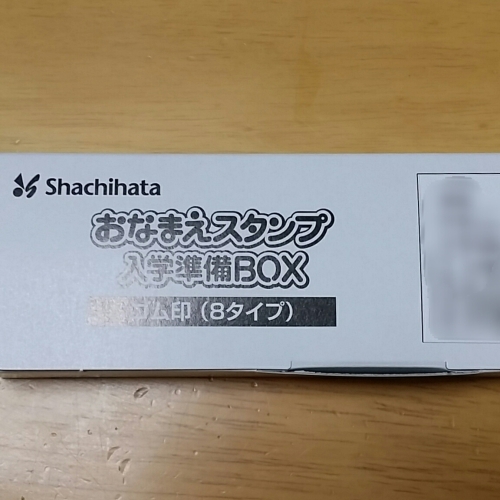 Shachihata
おなまえスタンプ
入学準備BOX
ゴム印（8タイプ）